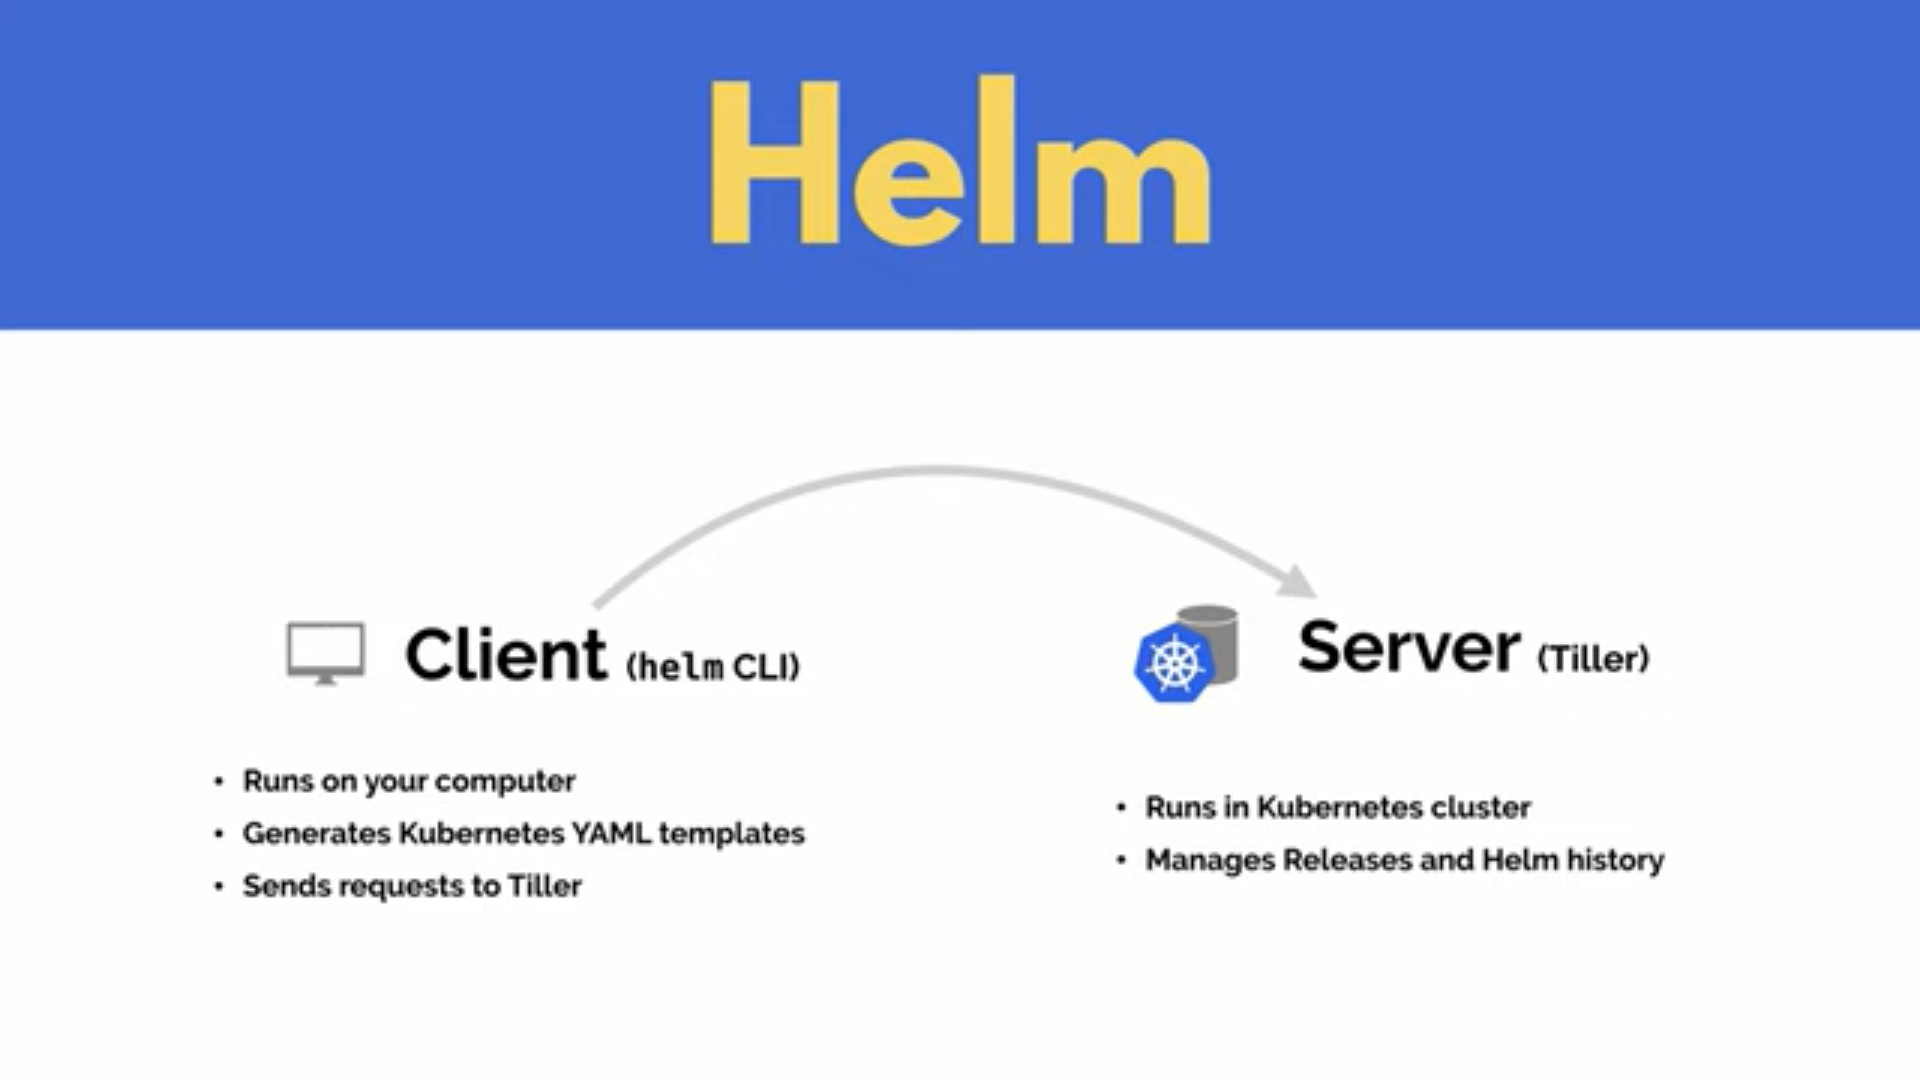 Helm
Client (helm CLI)
• Runs on your computer
• Generates Kubernetes YAML templates
• Sends requests to Tiller
Server (Tiller)
• Runs in Kubernetes cluster
• Manages Releases and Helm history